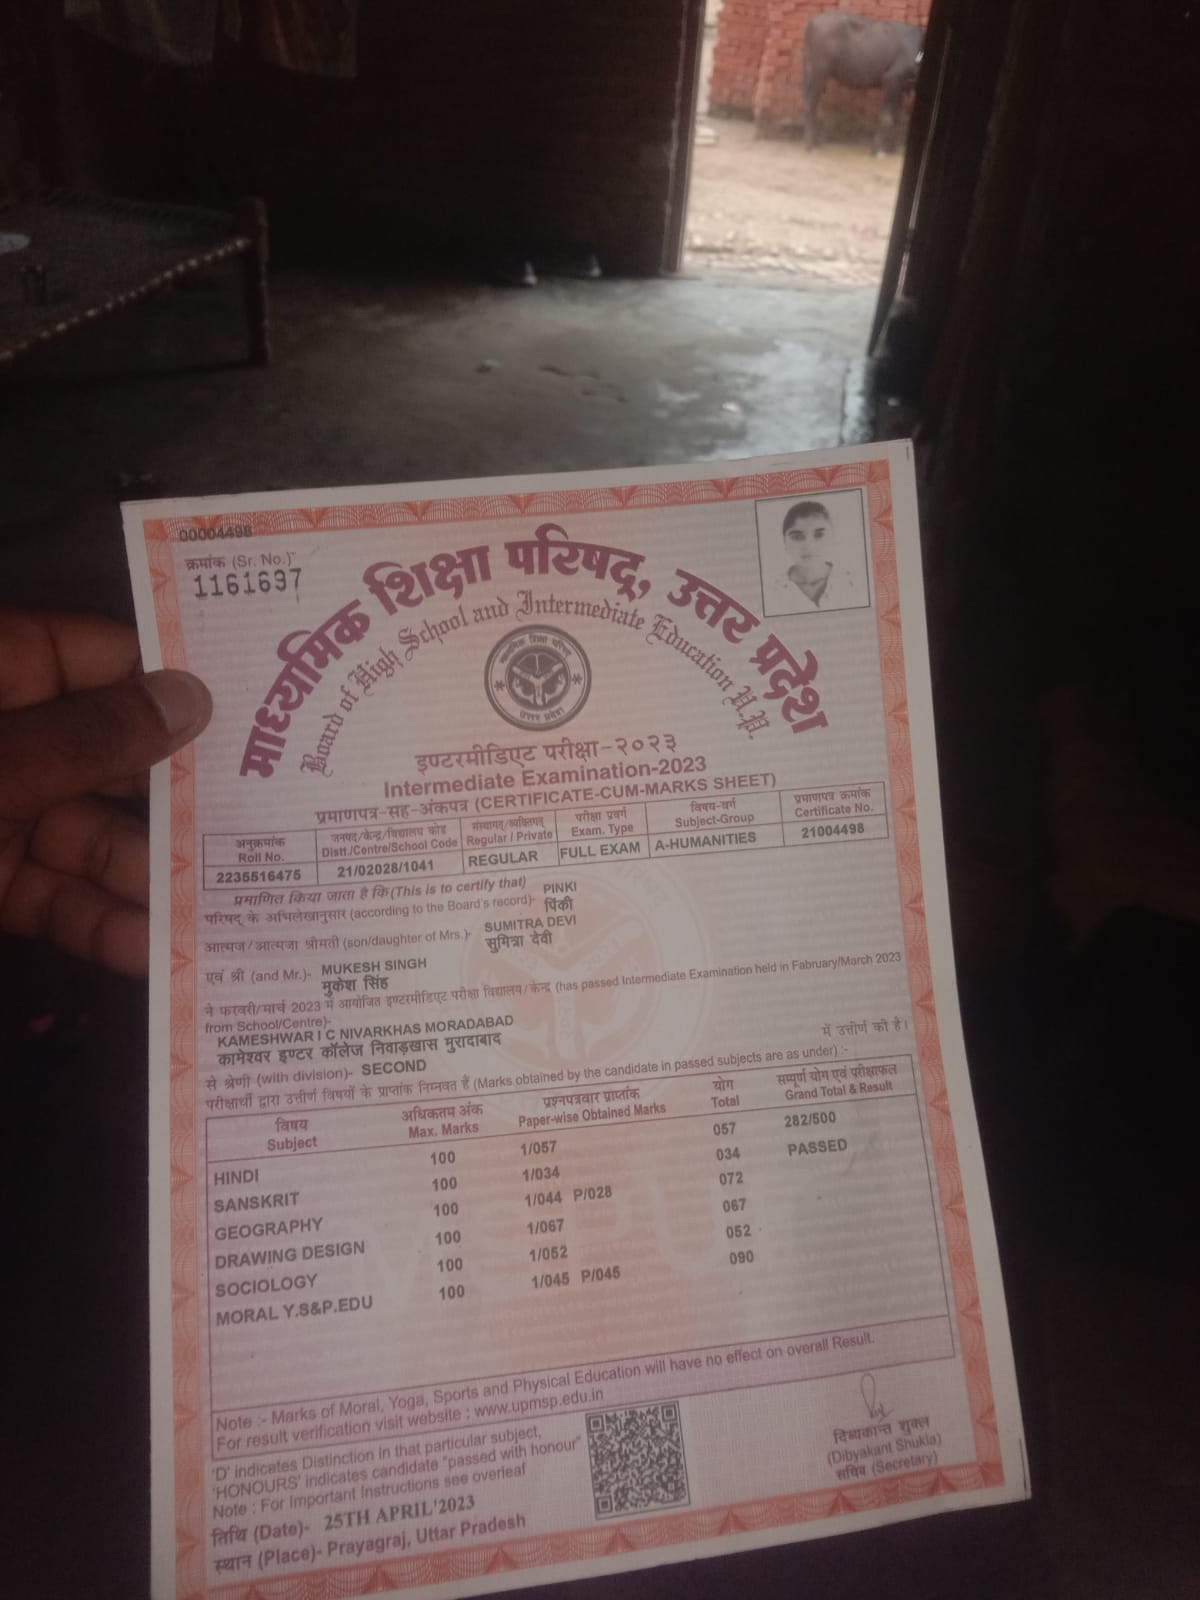 00004498
क्रमांक (Sr. No.)
1161697
माध्यमिक शिक्षा परिषद्, उत्तर प्रदेश
Board of High School and Intermediate Education U.P.
माध्यमिक शिक्षा परिषद्
उत्तर प्रदेश
इण्टरमीडिएट परीक्षा-२०२३
Intermediate Examination-2023
प्रमाणपत्र-सह-अंकपत्र (CERTIFICATE-CUM-MARKS SHEET)
अनुक्रमांक जनपद/केन्द्र/विद्यालय कोड संस्थागत/व्यक्तिगत परीक्षा प्रवर्ग विषय-वर्ग प्रमाणपत्र क्रमांक
Roll No. Distt./Centre/School Code Regular / Private Exam. Type Subject-Group Certificate No.
2235516475 21/02028/1041 REGULAR FULL EXAM A-HUMANITIES 21004498
प्रमाणित किया जाता है कि (This is to certify that) PINKI
परिषद् के अभिलेखानुसार (according to the Board's record)- पिंकी
SUMITRA DEVI
आत्मज/आत्मजा श्रीमती (son/daughter of Mrs.)- सुमित्रा देवी
एवं श्री (and Mr.)- MUKESH SINGH
मुकेश सिंह
ने फरवरी/मार्च 2023 में आयोजित इण्टरमीडिएट परीक्षा विद्यालय/केन्द्र (has passed Intermediate Examination held in Fabruary/March 2023
from School/Centre)-
KAMESHWAR I C NIVARKHAS MORADABAD
कामेश्वर इण्टर कॉलेज निवाड़खास मुरादाबाद में उत्तीर्ण की है।
से श्रेणी (with division)- SECOND
परीक्षार्थी द्वारा उत्तीर्ण विषयों के प्राप्तांक निम्नवत हैं (Marks obtained by the candidate in passed subjects are as under) :-
विषय अधिकतम अंक प्रश्नपत्रवार प्राप्तांक योग सम्पूर्ण योग एवं परीक्षाफल
Subject Max. Marks Paper-wise Obtained Marks Total Grand Total & Result
HINDI 100 1/057 057 282/500
SANSKRIT 100 1/034 034 PASSED
GEOGRAPHY 100 1/044 P/028 072
DRAWING DESIGN 100 1/067 067
SOCIOLOGY 100 1/052 052
MORAL Y.S&P.EDU 100 1/045 P/045 090
Note :- Marks of Moral, Yoga, Sports and Physical Education will have no effect on overall Result.
For result verification visit website : www.upmsp.edu.in
'D' indicates Distinction in that particular subject,
'HONOURS' indicates candidate "passed with honour"
Note : For Important Instructions see overleaf
तिथि (Date)- 25TH APRIL'2023
स्थान (Place)- Prayagraj, Uttar Pradesh
दिब्यकान्त शुक्ल
(Dibyakant Shukla)
सचिव (Secretary)